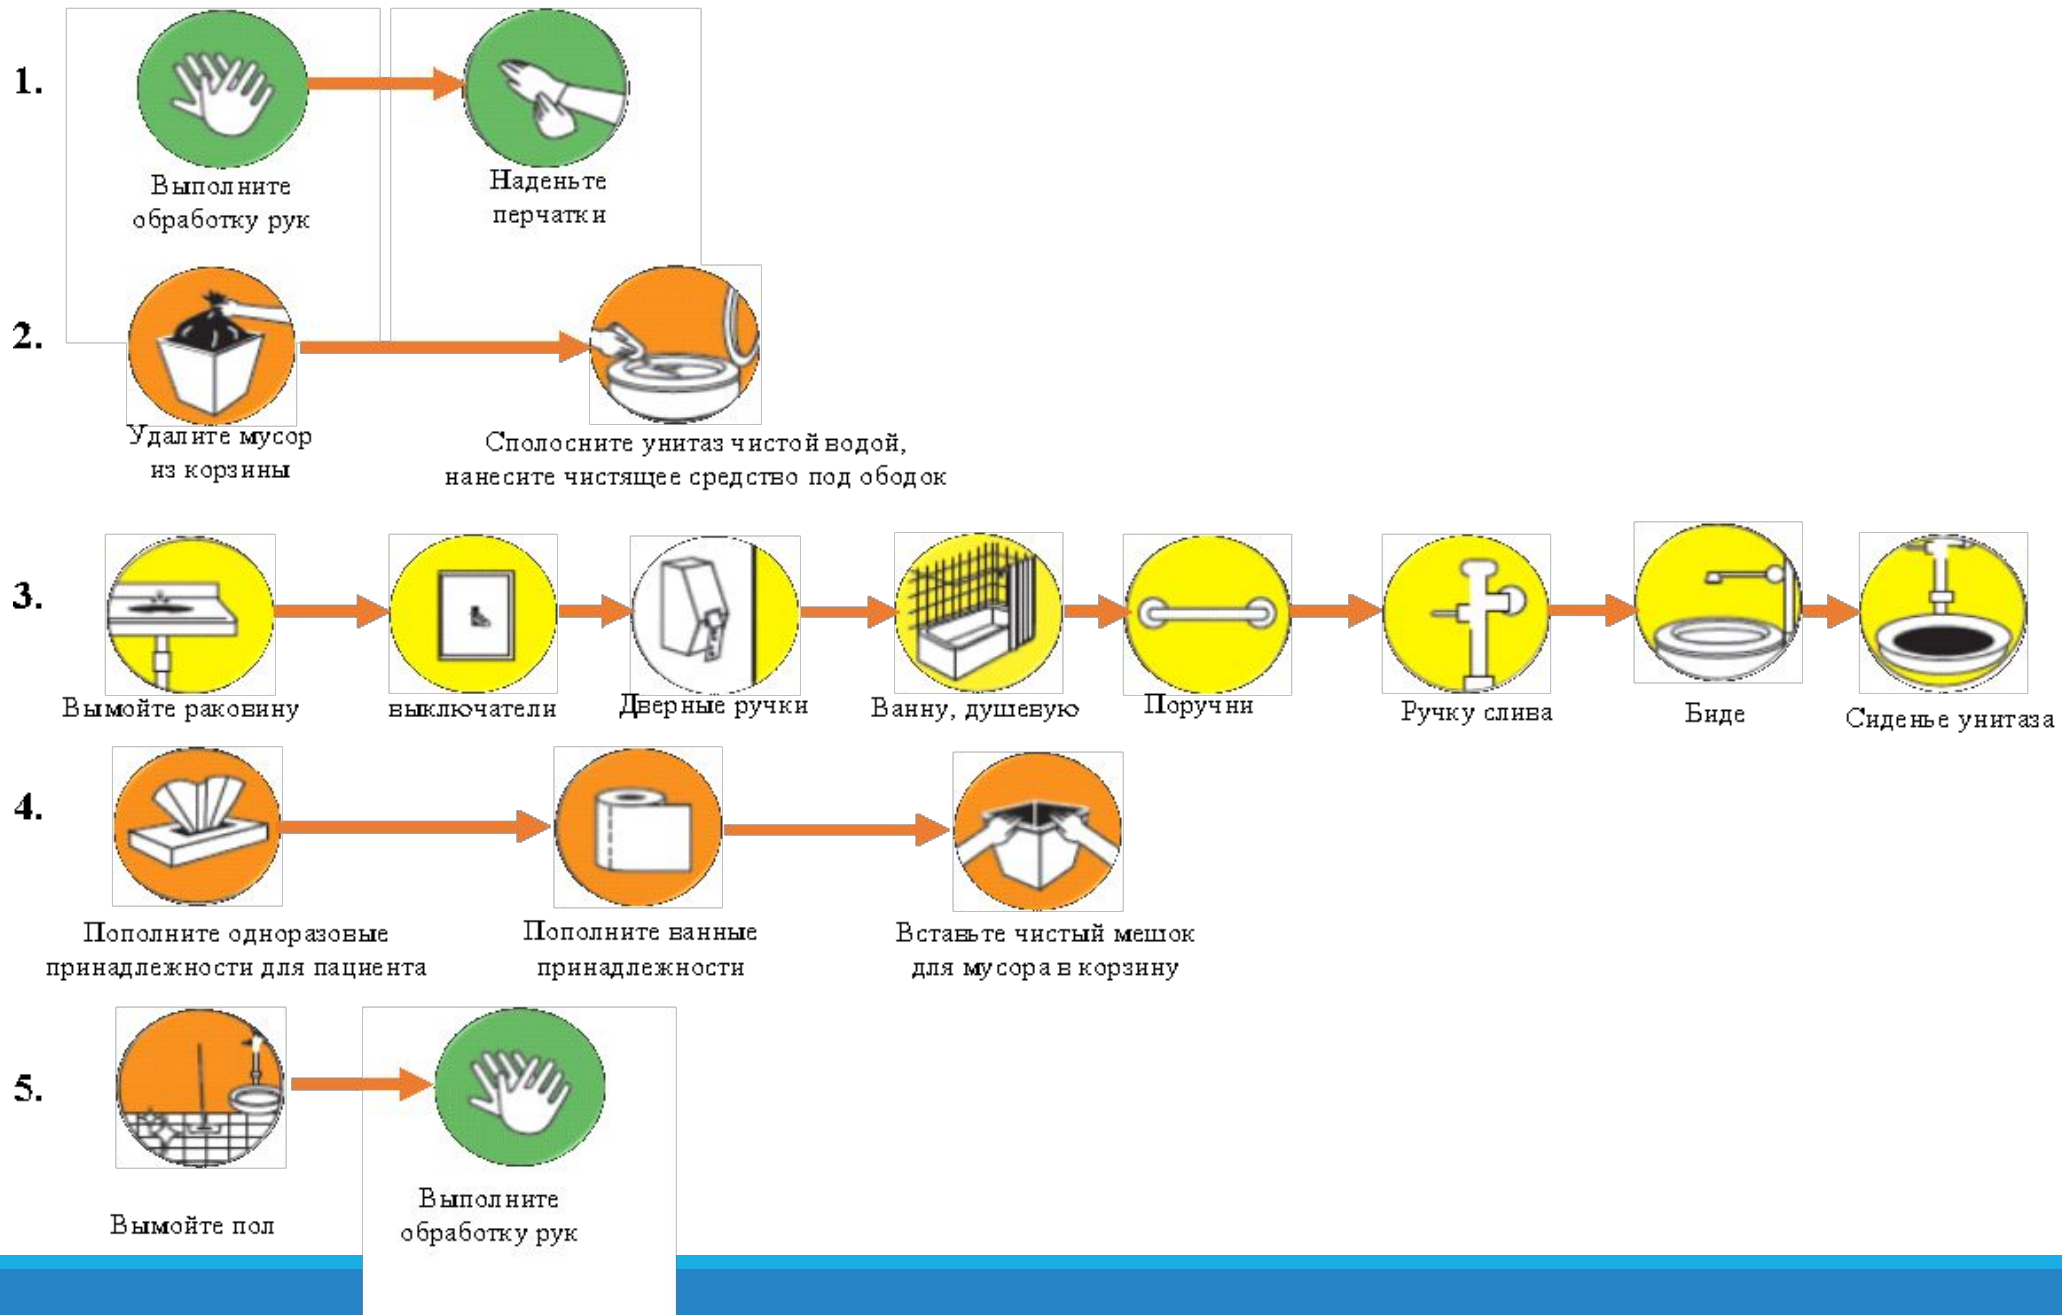 1.
Выполните
обработку рук
Наденьте
перчатки
2.
Удалите мусор
из корзины
Сполосните унитаз чистой водой,
нанесите чистящее средство под ободок
3.
Вымойте раковину
выключатели
Дверные ручки
Ванну, душевую
Поручни
Ручку слива
Биде
Сиденье унитаза
4.
Пополните одноразовые
принадлежности для пациента
Пополните ванные
принадлежности
Вставьте чистый мешок
для мусора в корзину
5.
Вымойте пол
Выполните
обработку рук